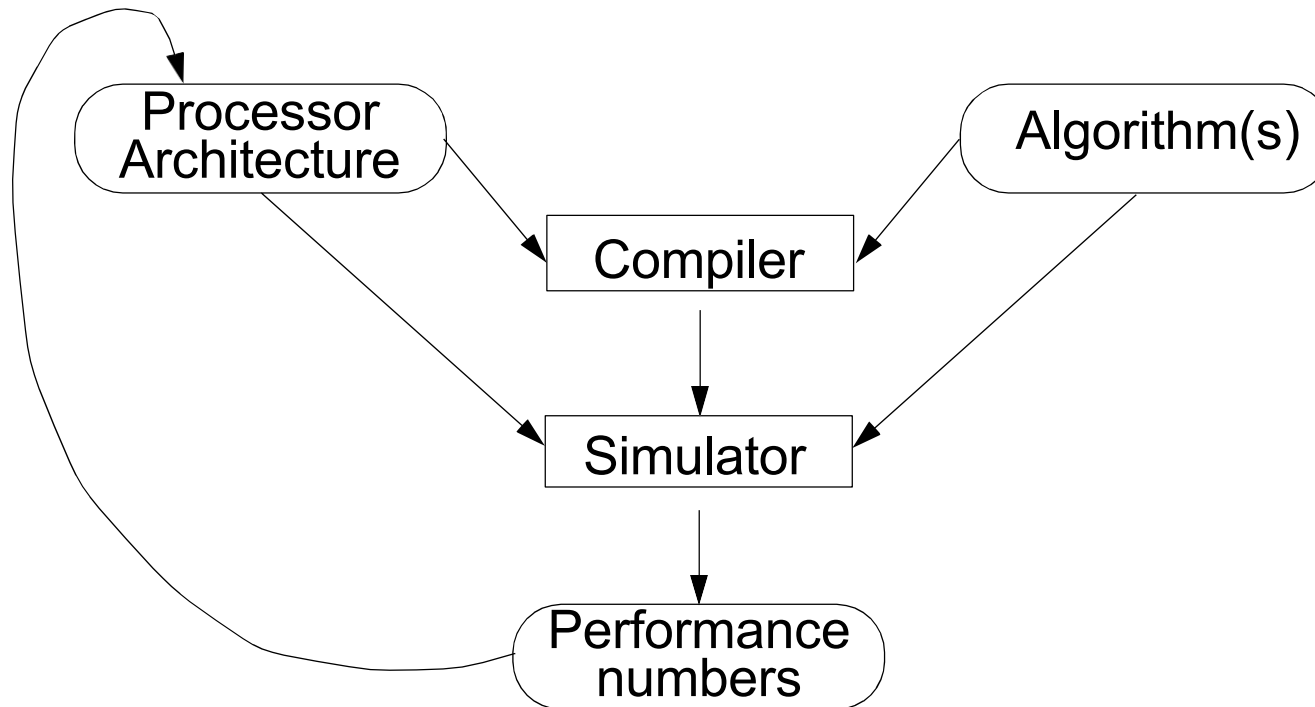 Processor
Architecture
Algorithm(s)
Compiler
Simulator
Performance
numbers